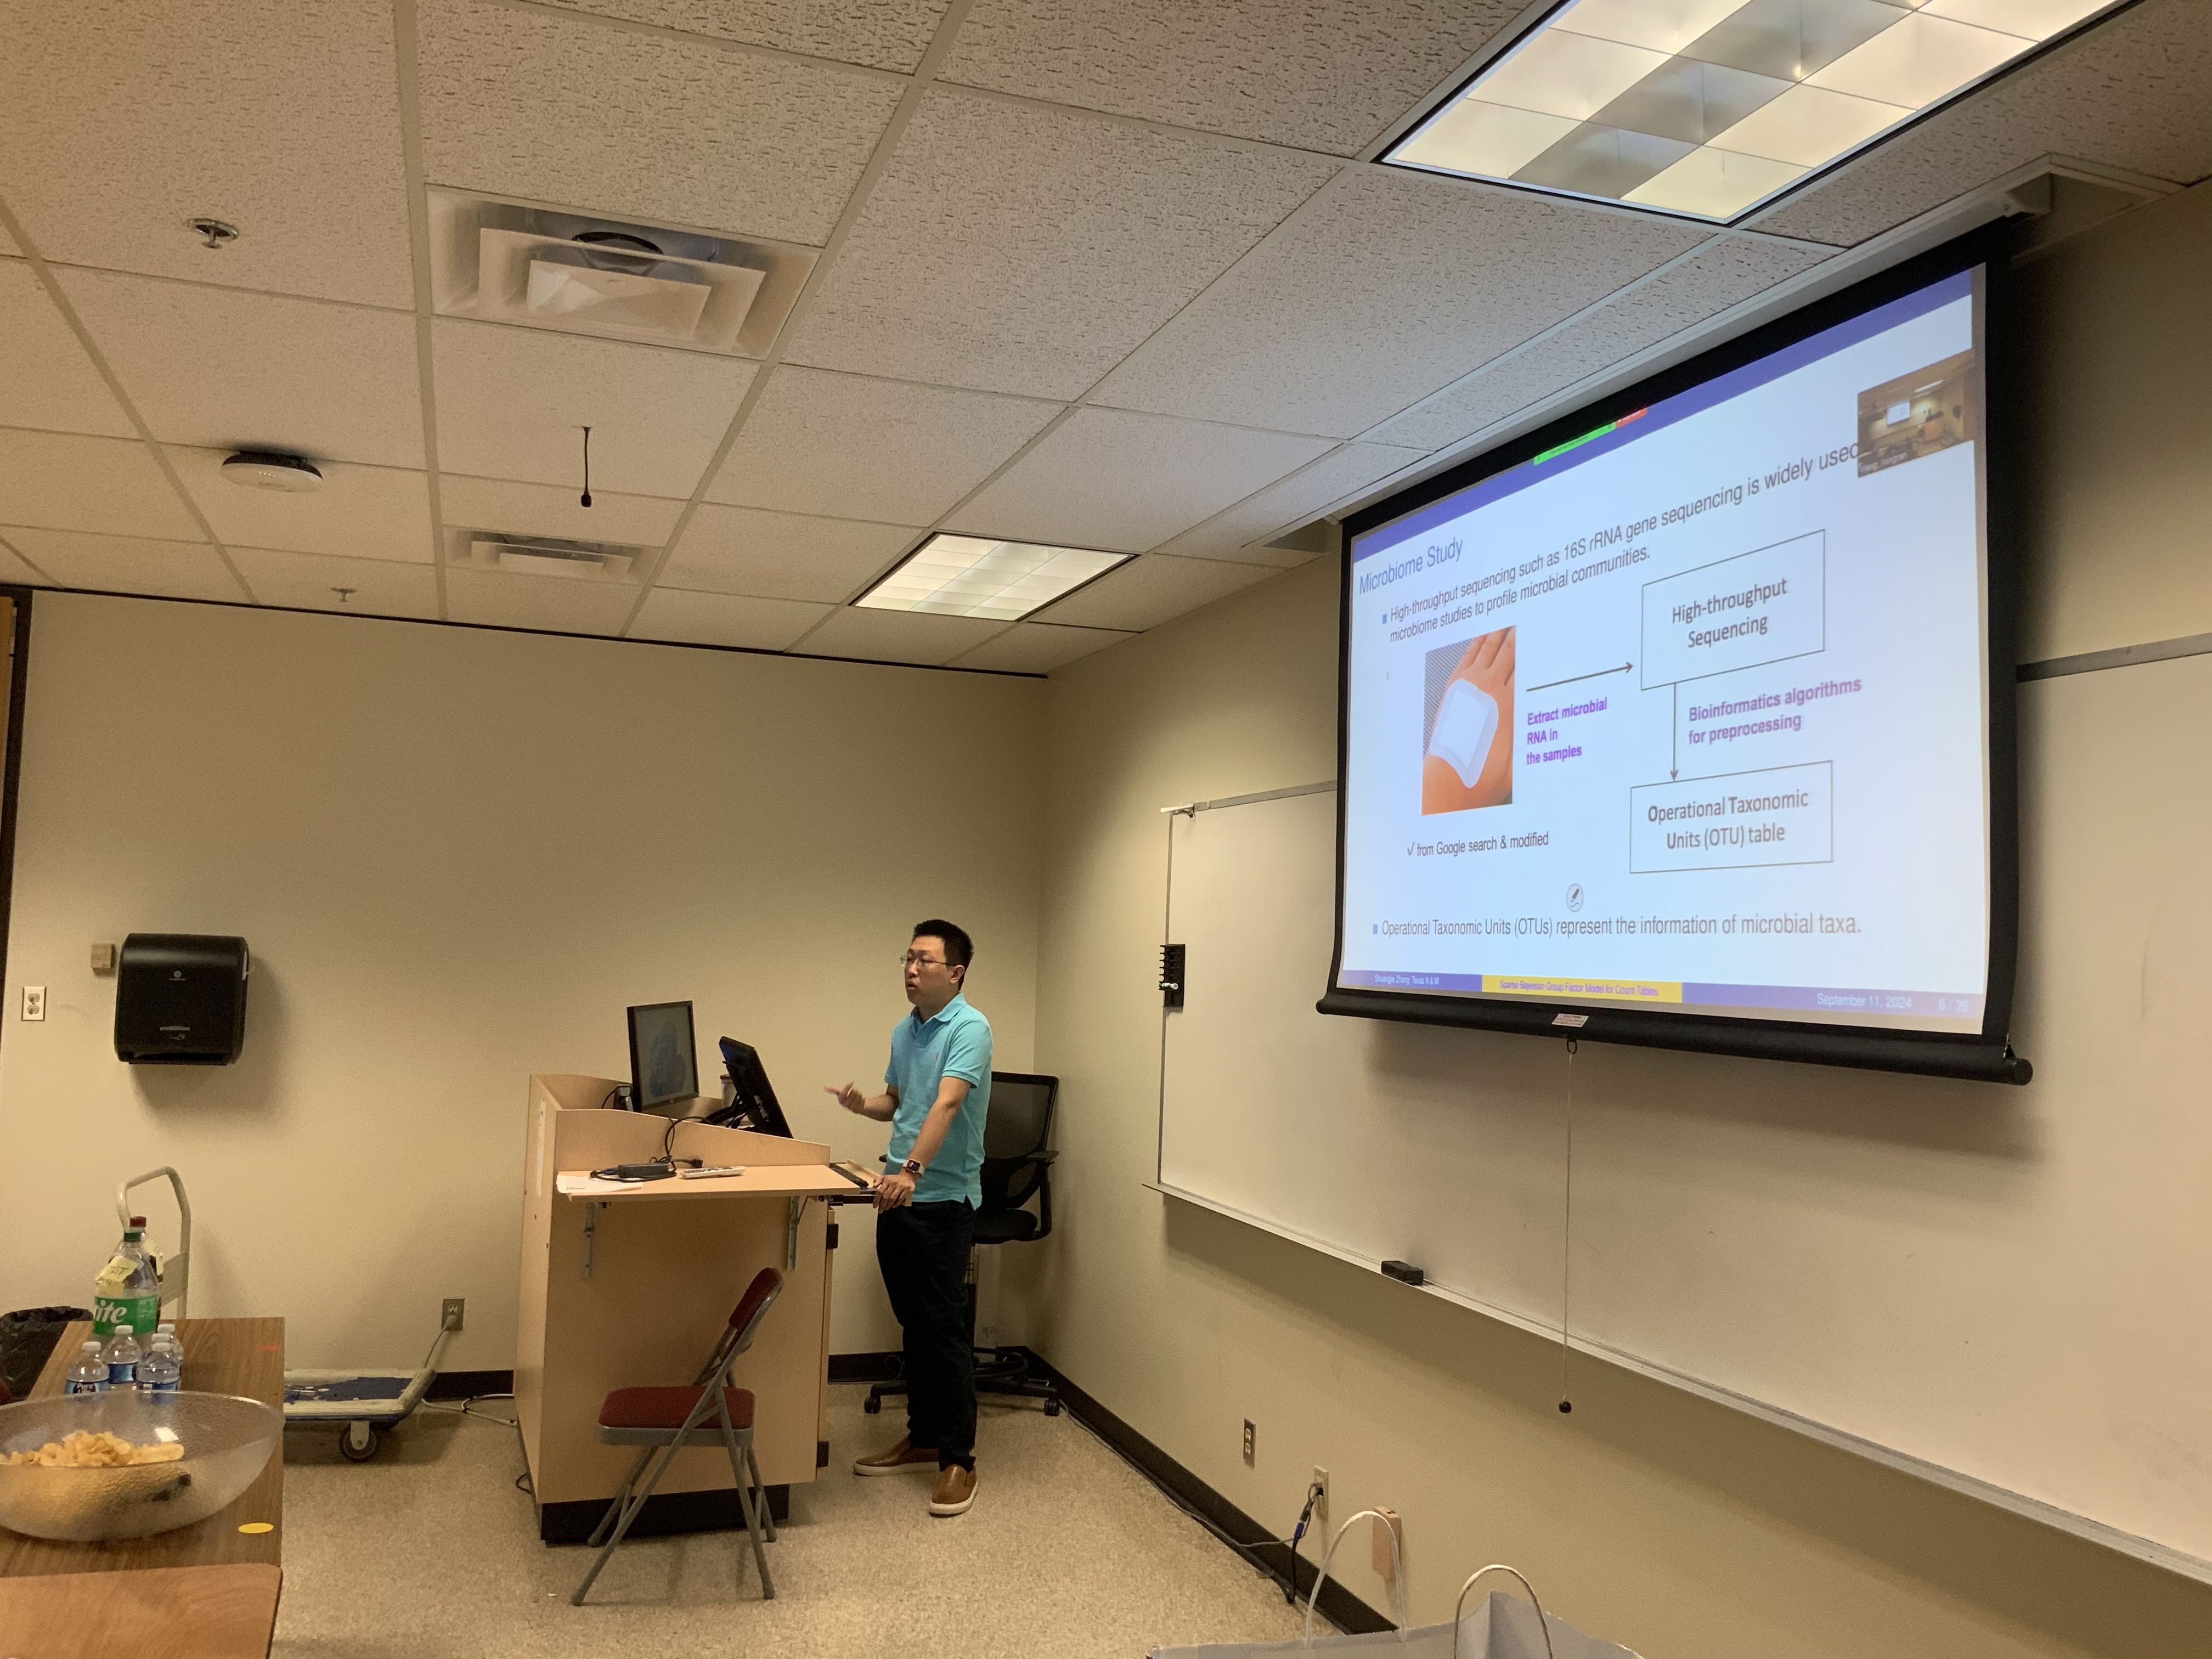 Microbiome Study
High-throughput sequencing such as 16S rRNA gene sequencing is widely used
microbiome studies to profile microbial communities.
High-throughput
Sequencing
Extract microbial
RNA in
the samples
Bioinformatics algorithms
for preprocessing
Operational Taxonomic
Units (OTU) table
✓ from Google search & modified
Operational Taxonomic Units (OTUs) represent the information of microbial taxa.
Shuangjie Zhang Texas A & M
Sparse Bayesian Group Factor Model for Count Tables
September 11, 2024
6 / 36
ite